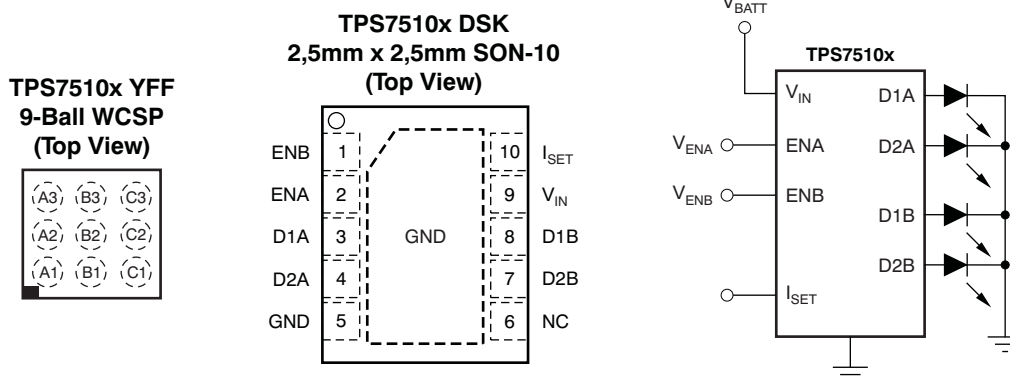 TPS7510x YFF
9-Ball WCSP
(Top View)
A3 B3 C3
A2 B2 C2
A1 B1 C1
TPS7510x DSK
2,5mm x 2,5mm SON-10
(Top View)
ENB 1 10 ISET
ENA 2 9 VIN
D1A 3 GND 8 D1B
D2A 4 7 D2B
GND 5 6 NC
VBATT
TPS7510x
VIN D1A
VENA ENA D2A
VENB ENB
D1B
D2B
ISET